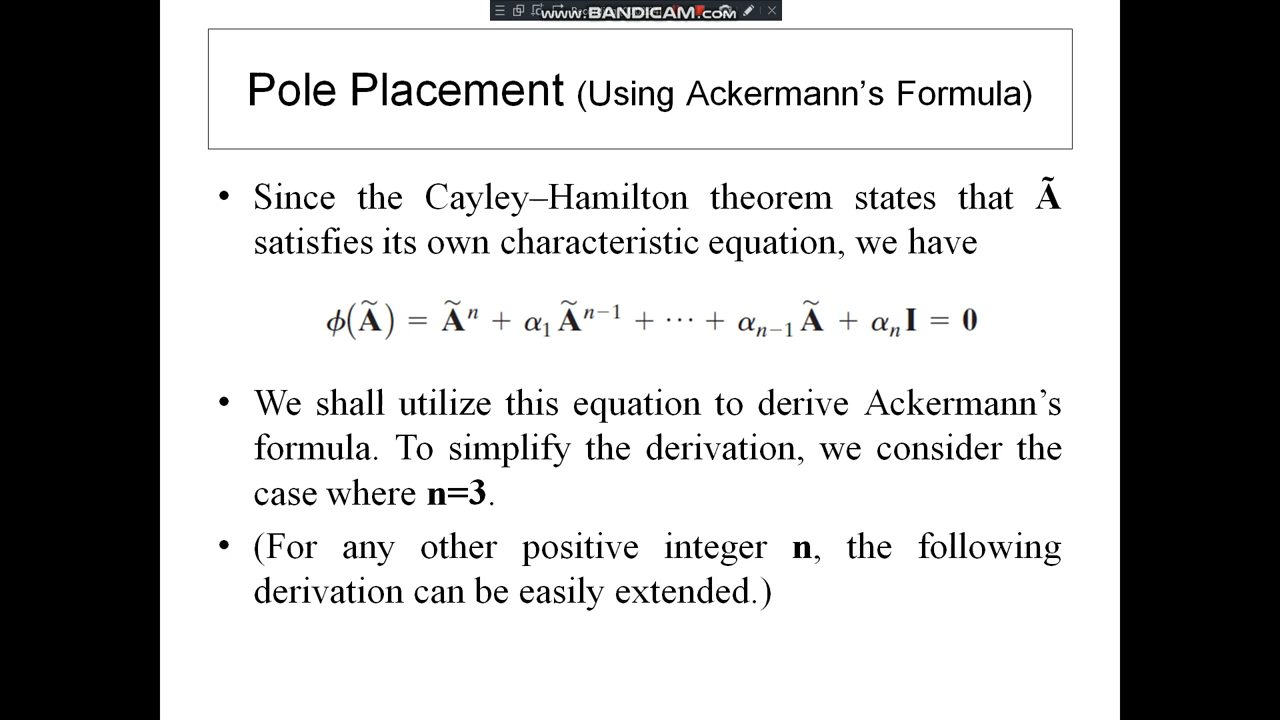 www.BANDICAM.com
Pole Placement (Using Ackermann’s Formula)
• Since the Cayley–Hamilton theorem states that Ã
satisfies its own characteristic equation, we have
ϕ(Ã) = Ãⁿ + α₁Ãⁿ⁻¹ + ⋯ + αₙ₋₁Ã + αₙI = 0
• We shall utilize this equation to derive Ackermann’s
formula. To simplify the derivation, we consider the
case where n=3.
• (For any other positive integer n, the following
derivation can be easily extended.)